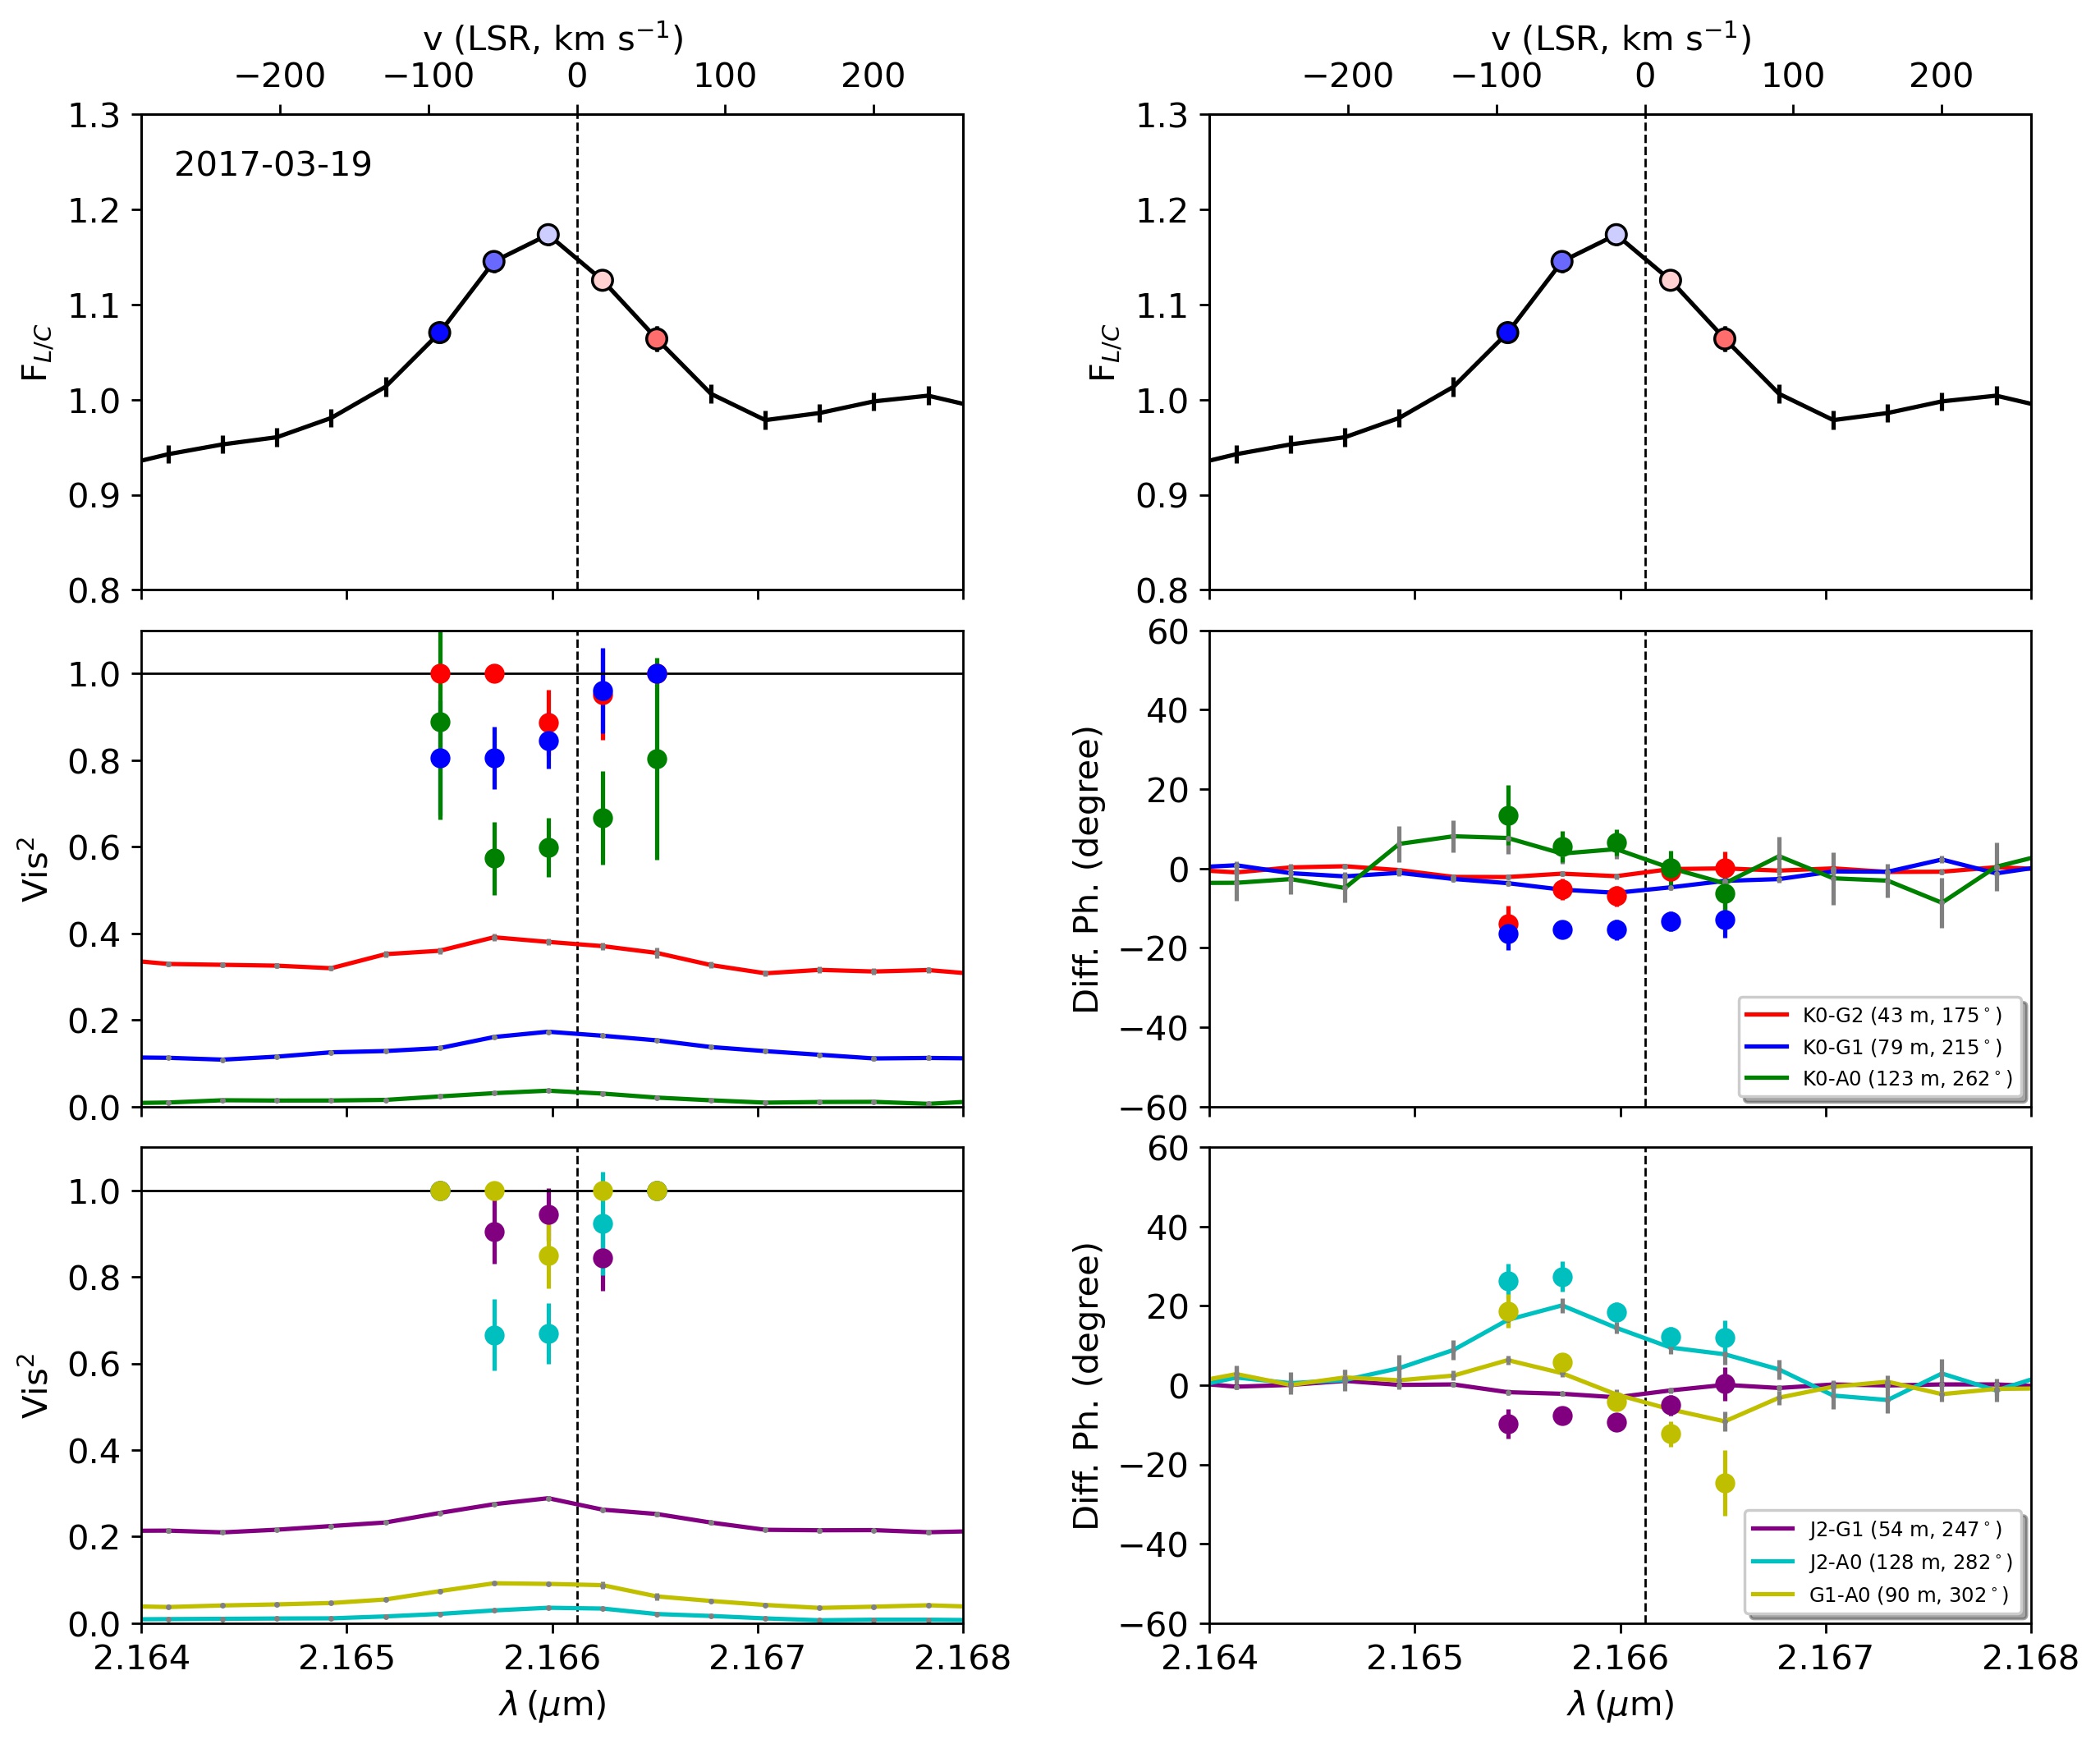 v (LSR, km s⁻¹)
−200 −100 0 100 200
v (LSR, km s⁻¹)
−200 −100 0 100 200
2017-03-19
F_{L/C}
1.3
1.2
1.1
1.0
0.9
0.8
F_{L/C}
1.3
1.2
1.1
1.0
0.9
0.8
Vis²
1.0
0.8
0.6
0.4
0.2
0.0
Diff. Ph. (degree)
60
40
20
0
−20
−40
−60
K0-G2 (43 m, 175°)
K0-G1 (79 m, 215°)
K0-A0 (123 m, 262°)
Vis²
1.0
0.8
0.6
0.4
0.2
0.0
2.164 2.165 2.166 2.167 2.168
λ (μm)
Diff. Ph. (degree)
60
40
20
0
−20
−40
−60
J2-G1 (54 m, 247°)
J2-A0 (128 m, 282°)
G1-A0 (90 m, 302°)
2.164 2.165 2.166 2.167 2.168
λ (μm)